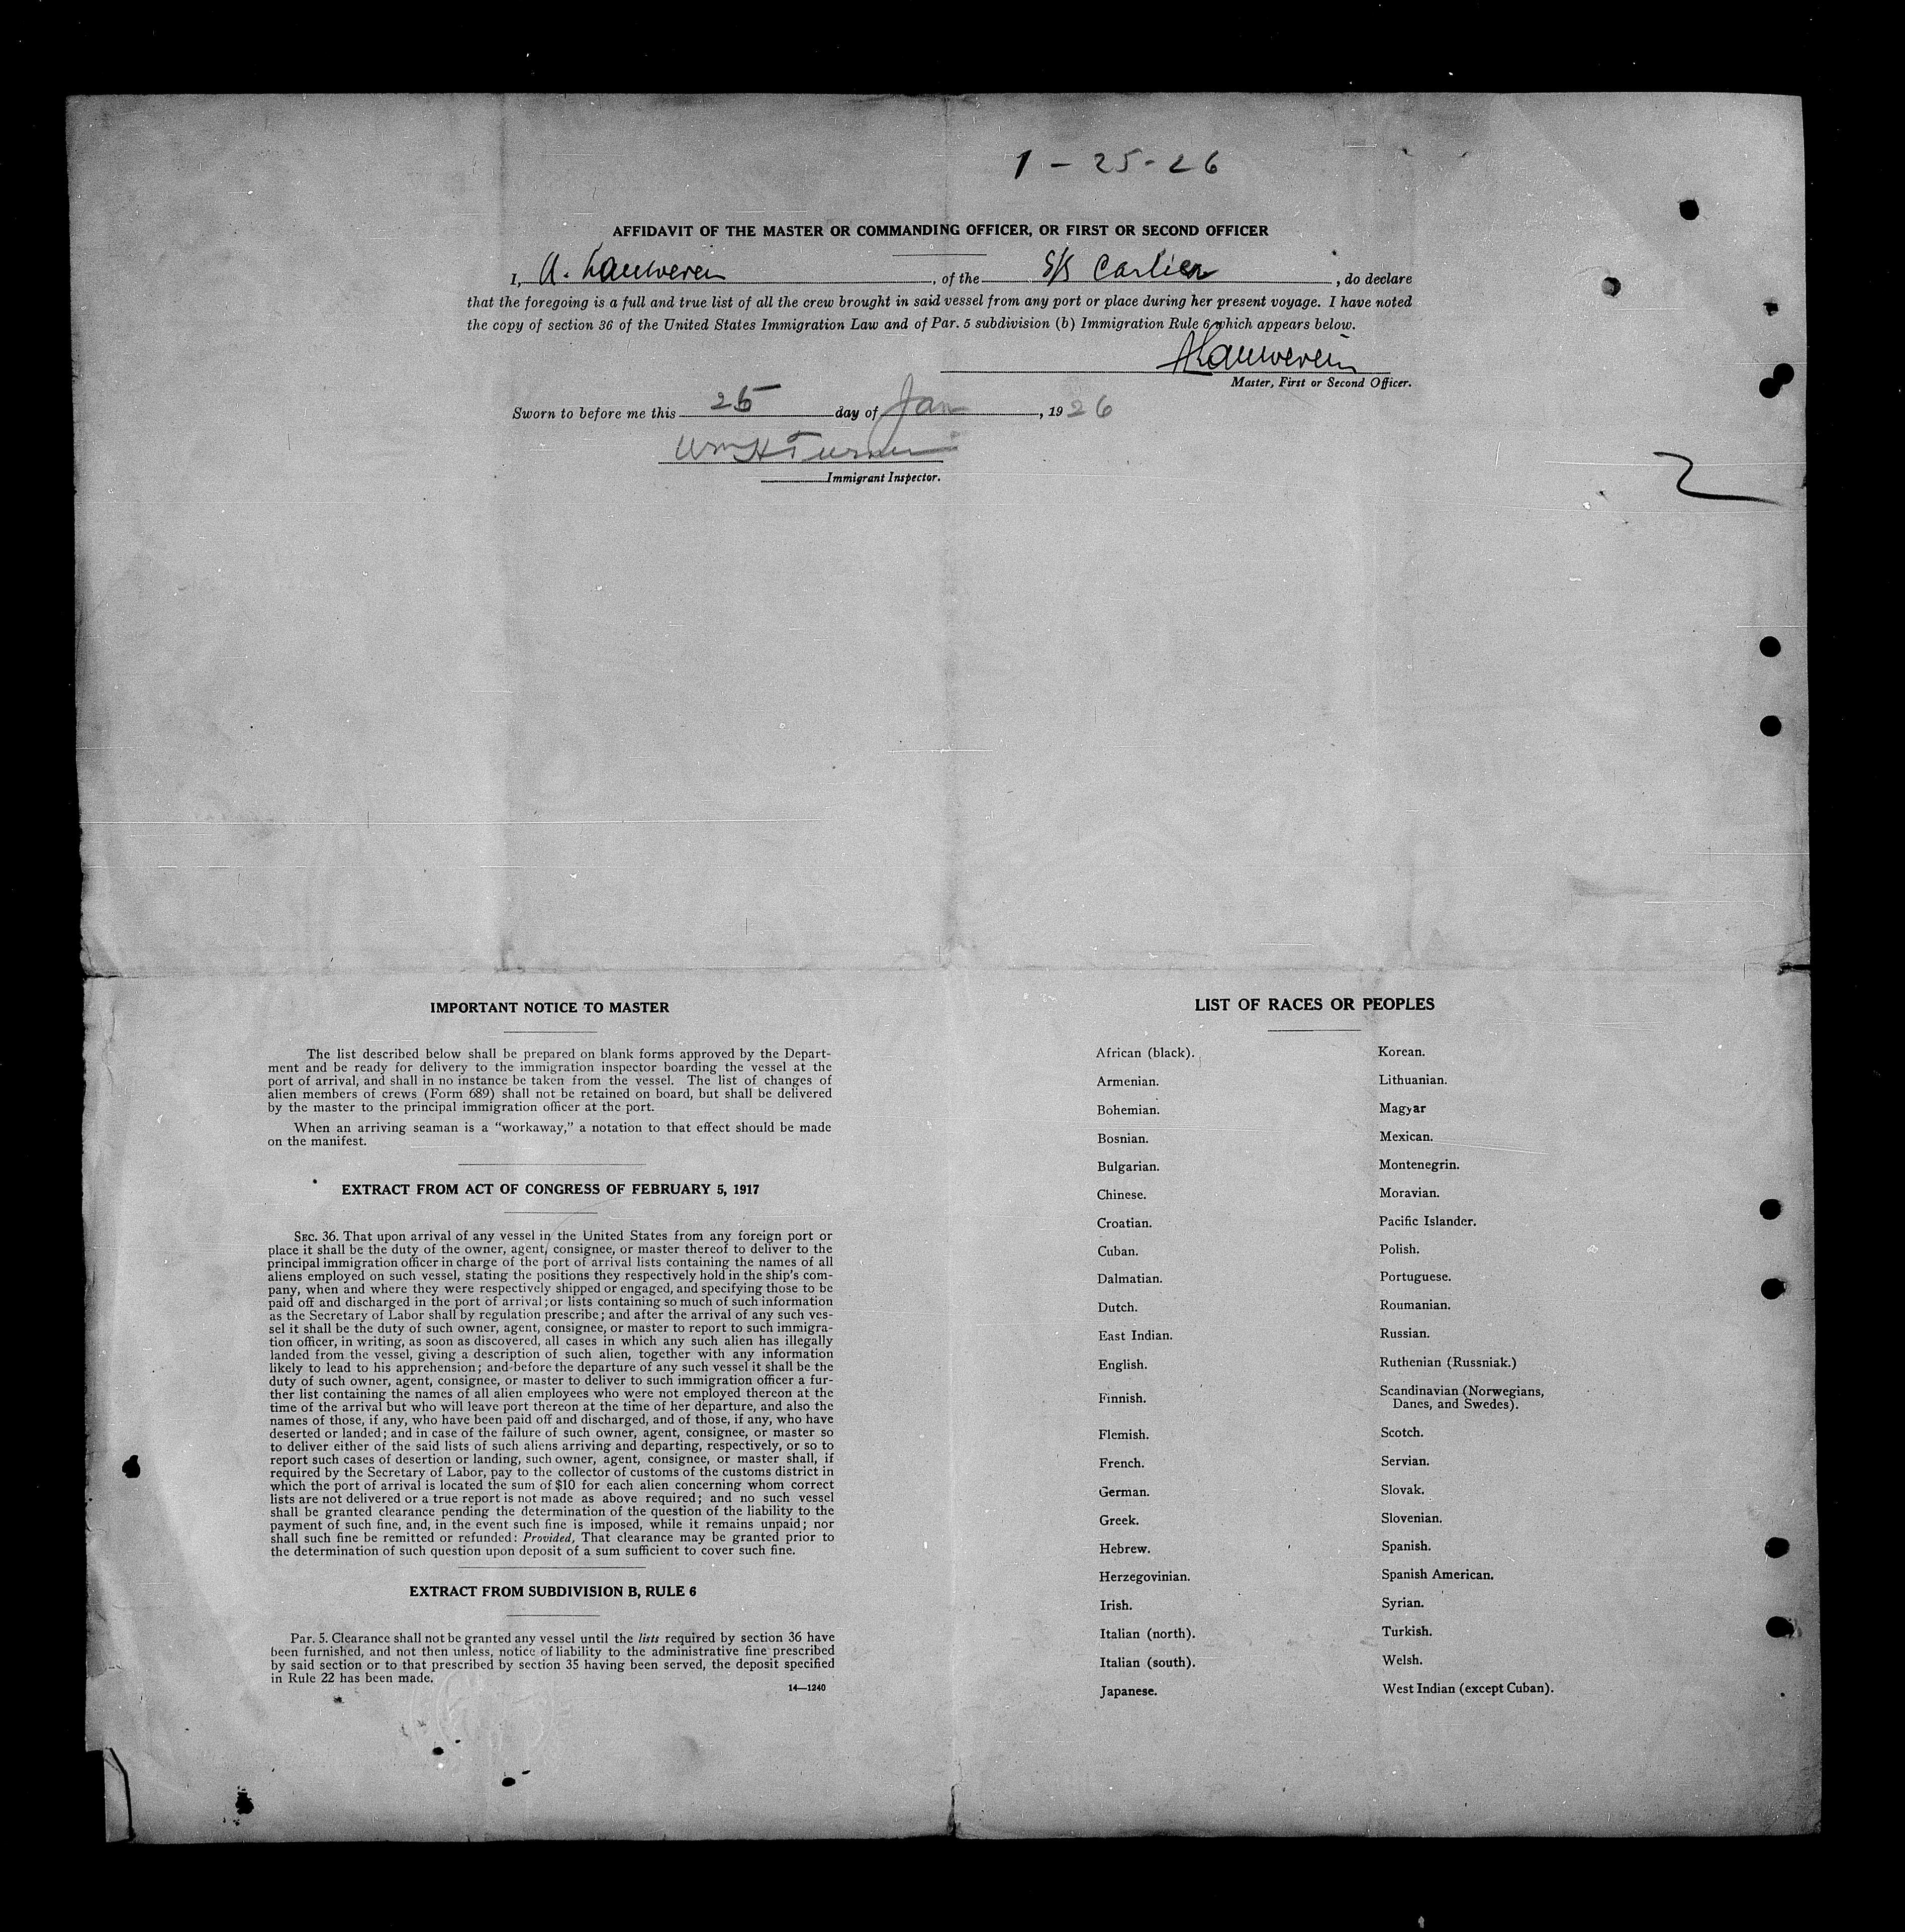 1 - 25 - 26
AFFIDAVIT OF THE MASTER OR COMMANDING OFFICER, OR FIRST OR SECOND OFFICER
I, A. Lauwerein, of the S/S Carlier, do declare
that the foregoing is a full and true list of all the crew brought in said vessel from any port or place during her present voyage. I have noted
the copy of section 36 of the United States Immigration Law and of Par. 5 subdivision (b) Immigration Rule 6 which appears below.
ALauwerein
Master, First or Second Officer.
Sworn to before me this 25 day of Jan, 1926
Wm H Turner
Immigrant Inspector.
2
IMPORTANT NOTICE TO MASTER
The list described below shall be prepared on blank forms approved by the Depart-
ment and be ready for delivery to the immigration inspector boarding the vessel at the
port of arrival, and shall in no instance be taken from the vessel. The list of changes of
alien members of crews (Form 689) shall not be retained on board, but shall be delivered
by the master to the principal immigration officer at the port.
When an arriving seaman is a "workaway," a notation to that effect should be made
on the manifest.
EXTRACT FROM ACT OF CONGRESS OF FEBRUARY 5, 1917
SEC. 36. That upon arrival of any vessel in the United States from any foreign port or
place it shall be the duty of the owner, agent, consignee, or master thereof to deliver to the
principal immigration officer in charge of the port of arrival lists containing the names of all
aliens employed on such vessel, stating the positions they respectively hold in the ship's com-
pany, when and where they were respectively shipped or engaged, and specifying those to be
paid off and discharged in the port of arrival; or lists containing so much of such information
as the Secretary of Labor shall by regulation prescribe; and after the arrival of any such ves-
sel it shall be the duty of such owner, agent, consignee, or master to report to such immigra-
tion officer, in writing, as soon as discovered, all cases in which any such alien has illegally
landed from the vessel, giving a description of such alien, together with any information
likely to lead to his apprehension; and before the departure of any such vessel it shall be the
duty of such owner, agent, consignee, or master to deliver to such immigration officer a fur-
ther list containing the names of all alien employees who were not employed thereon at the
time of the arrival but who will leave port thereon at the time of her departure, and also the
names of those, if any, who have been paid off and discharged, and of those, if any, who have
deserted or landed; and in case of the failure of such owner, agent, consignee, or master so
to deliver either of the said lists of such aliens arriving and departing, respectively, or so to
report such cases of desertion or landing, such owner, agent, consignee, or master shall, if
required by the Secretary of Labor, pay to the collector of customs of the customs district in
which the port of arrival is located the sum of $10 for each alien concerning whom correct
lists are not delivered or a true report is not made as above required; and no such vessel
shall be granted clearance pending the determination of the question of the liability to the
payment of such fine, and, in the event such fine is imposed, while it remains unpaid; nor
shall such fine be remitted or refunded: Provided, That clearance may be granted prior to
the determination of such question upon deposit of a sum sufficient to cover such fine.
EXTRACT FROM SUBDIVISION B, RULE 6
Par. 5. Clearance shall not be granted any vessel until the lists required by section 36 have
been furnished, and not then unless, notice of liability to the administrative fine prescribed
by said section or to that prescribed by section 35 having been served, the deposit specified
in Rule 22 has been made.
14—1240
LIST OF RACES OR PEOPLES
African (black).
Armenian.
Bohemian.
Bosnian.
Bulgarian.
Chinese.
Croatian.
Cuban.
Dalmatian.
Dutch.
East Indian.
English.
Finnish.
Flemish.
French.
German.
Greek.
Hebrew.
Herzegovinian.
Irish.
Italian (north).
Italian (south).
Japanese.
Korean.
Lithuanian.
Magyar
Mexican.
Montenegrin.
Moravian.
Pacific Islander.
Polish.
Portuguese.
Roumanian.
Russian.
Ruthenian (Russniak.)
Scandinavian (Norwegians,
Danes, and Swedes).
Scotch.
Servian.
Slovak.
Slovenian.
Spanish.
Spanish American.
Syrian.
Turkish.
Welsh.
West Indian (except Cuban).